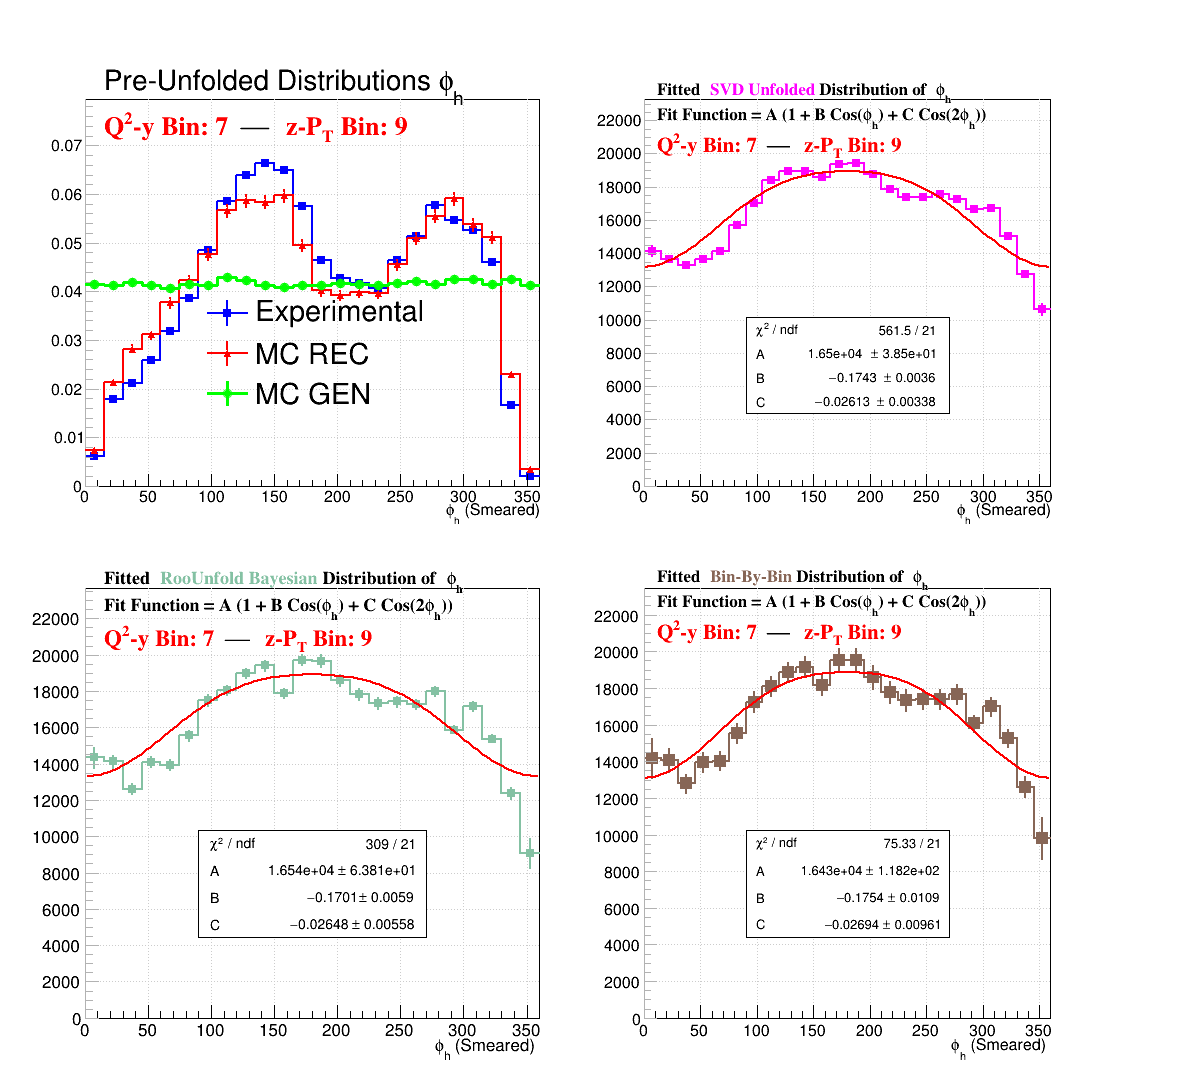 Pre-Unfolded Distributions ϕh
Q²-y Bin: 7 — z-PT Bin: 9
0.07
0.06
0.05
0.04
0.03
0.02
0.01
0
Experimental
MC REC
MC GEN
0 50 100 150 200 250 300 350
ϕh (Smeared)
Fitted SVD Unfolded Distribution of ϕh
Fit Function = A (1 + B Cos(ϕh) + C Cos(2ϕh))
Q²-y Bin: 7 — z-PT Bin: 9
22000
20000
18000
16000
14000
12000
10000
8000
6000
4000
2000
0
χ² / ndf 561.5 / 21
A 1.65e+04 ± 3.85e+01
B −0.1743 ± 0.0036
C −0.02613 ± 0.00338
0 50 100 150 200 250 300 350
ϕh (Smeared)
Fitted RooUnfold Bayesian Distribution of ϕh
Fit Function = A (1 + B Cos(ϕh) + C Cos(2ϕh))
Q²-y Bin: 7 — z-PT Bin: 9
22000
20000
18000
16000
14000
12000
10000
8000
6000
4000
2000
0
χ² / ndf 309 / 21
A 1.654e+04 ± 6.381e+01
B −0.1701 ± 0.0059
C −0.02648 ± 0.00558
0 50 100 150 200 250 300 350
ϕh (Smeared)
Fitted Bin-By-Bin Distribution of ϕh
Fit Function = A (1 + B Cos(ϕh) + C Cos(2ϕh))
Q²-y Bin: 7 — z-PT Bin: 9
22000
20000
18000
16000
14000
12000
10000
8000
6000
4000
2000
0
χ² / ndf 75.33 / 21
A 1.643e+04 ± 1.182e+02
B −0.1754 ± 0.0109
C −0.02694 ± 0.00961
0 50 100 150 200 250 300 350
ϕh (Smeared)